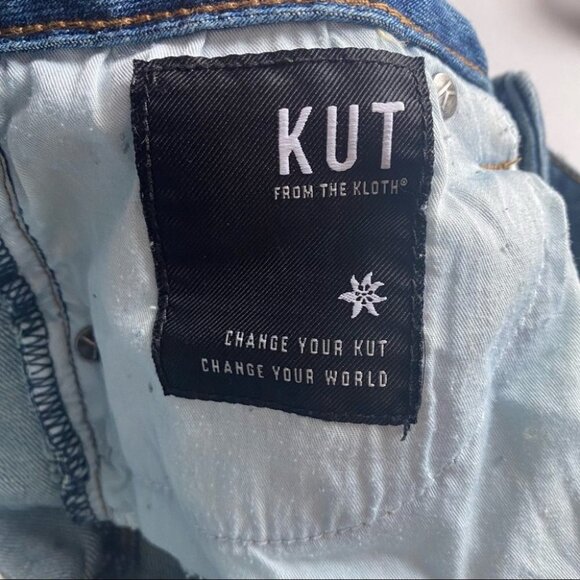 KUT
FROM THE KLOTH®
CHANGE YOUR KUT
CHANGE YOUR WORLD